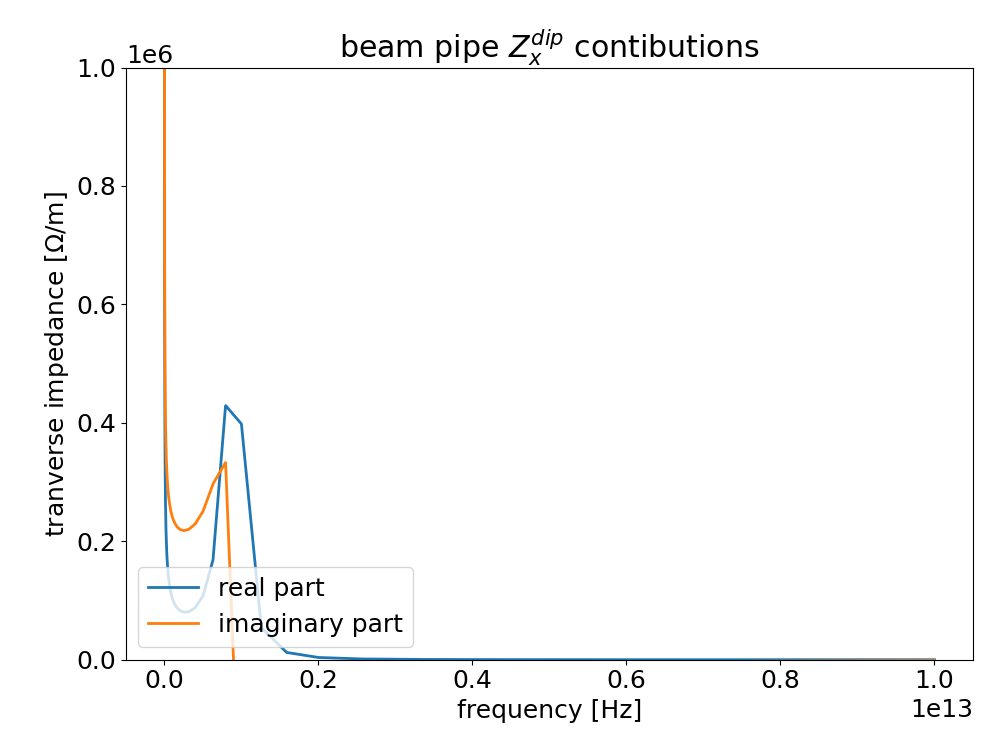 beam pipe $Z_x^{dip}$ contibutions
1e6
1.0
0.8
0.6
0.4
0.2
0.0
tranverse impedance [Ω/m]
real part
imaginary part
0.0 0.2 0.4 0.6 0.8 1.0
1e13
frequency [Hz]